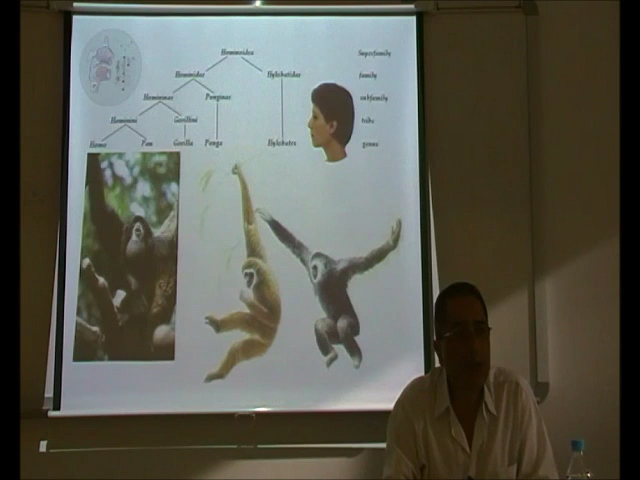 Hominoidea Superfamily
Hominidae Hylobatidae family
Homininae Ponginae subfamily
Hominini Gorillini tribe
Homo Pan Gorilla Pongo Hylobates genus